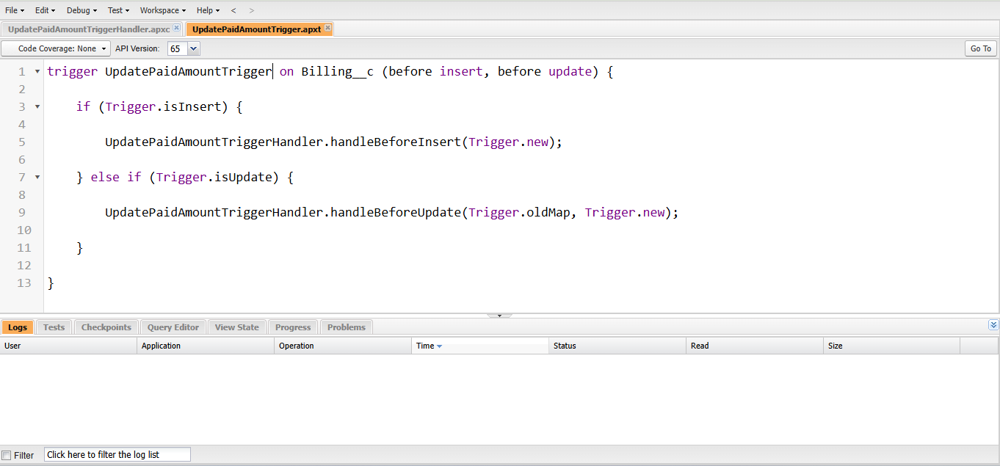 File Edit Debug Test Workspace Help < >
UpdatePaidAmountTriggerHandler.apxc UpdatePaidAmountTrigger.apxt
Code Coverage: None API Version: 65 Go To
1 trigger UpdatePaidAmountTrigger on Billing__c (before insert, before update) {
2
3 if (Trigger.isInsert) {
4
5 UpdatePaidAmountTriggerHandler.handleBeforeInsert(Trigger.new);
6
7 } else if (Trigger.isUpdate) {
8
9 UpdatePaidAmountTriggerHandler.handleBeforeUpdate(Trigger.oldMap, Trigger.new);
10
11 }
12
13 }
Logs Tests Checkpoints Query Editor View State Progress Problems
User Application Operation Time Status Read Size
Filter Click here to filter the log list